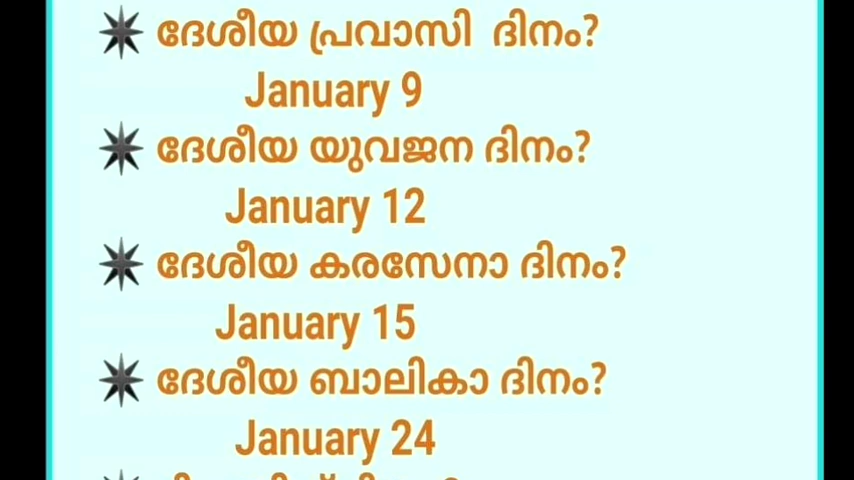 ദേശീയ പ്രവാസി ദിനം?
January 9
ദേശീയ യുവജന ദിനം?
January 12
ദേശീയ കരസേനാ ദിനം?
January 15
ദേശീയ ബാലികാ ദിനം?
January 24